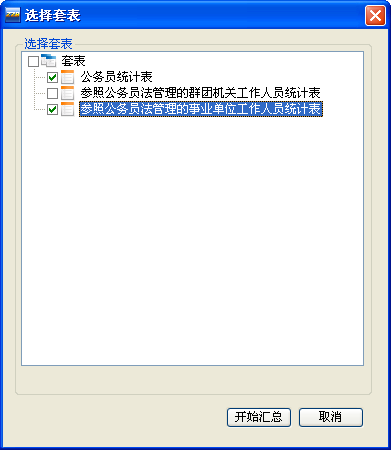 选择套表
选择套表
套表
公务员统计表
参照公务员法管理的群团机关工作人员统计表
参照公务员法管理的事业单位工作人员统计表
开始汇总
取消